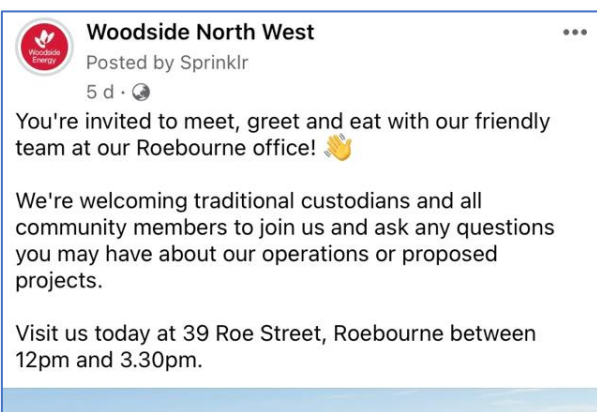 Woodside North West
Woodside
Energy
Posted by Sprinklr
5 d ·
You're invited to meet, greet and eat with our friendly
team at our Roebourne office! 👋
We're welcoming traditional custodians and all
community members to join us and ask any questions
you may have about our operations or proposed
projects.
Visit us today at 39 Roe Street, Roebourne between
12pm and 3.30pm.